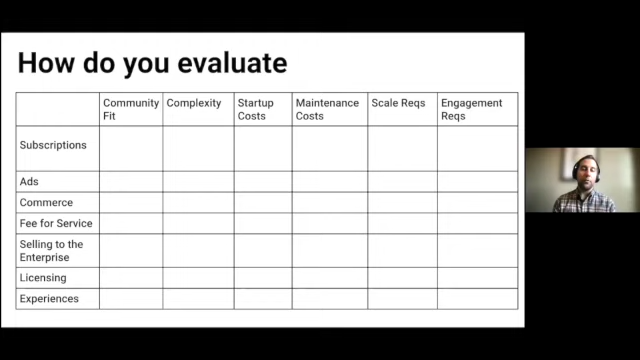 How do you evaluate
Community Fit
Complexity
Startup Costs
Maintenance Costs
Scale Reqs
Engagement Reqs
Subscriptions
Ads
Commerce
Fee for Service
Selling to the Enterprise
Licensing
Experiences